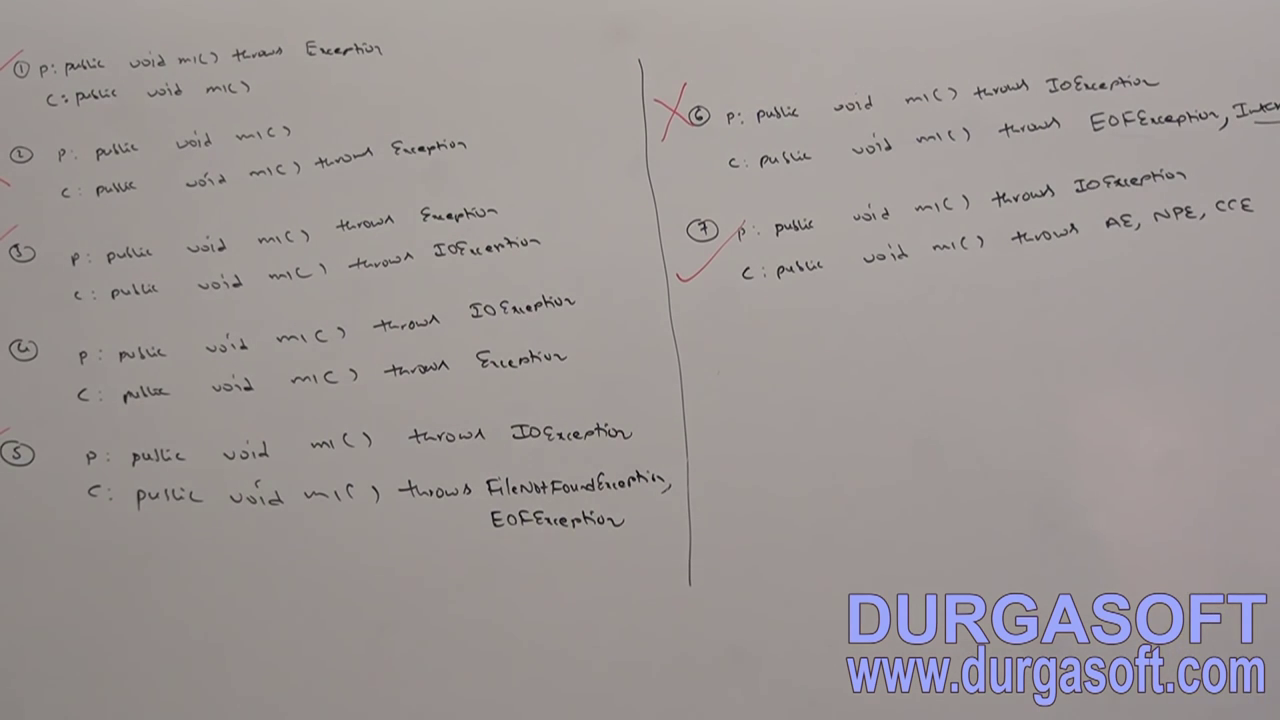 ① P: public void m1() throws Exception
C: public void m1()
② P: public void m1()
C: public void m1() throws Exception
③ P: public void m1() throws Exception
C: public void m1() throws IOException
④ P: public void m1() throws IOException
C: public void m1() throws Exception
⑤ P: public void m1() throws IOException
C: public void m1() throws FileNotFoundException,
EOFException
⑥ P: public void m1() throws IOException
C: public void m1() throws EOFException,
⑦ P: public void m1() throws IOException
C: public void m1() throws AE, NPE, CCE
DURGASOFT
www.durgasoft.com